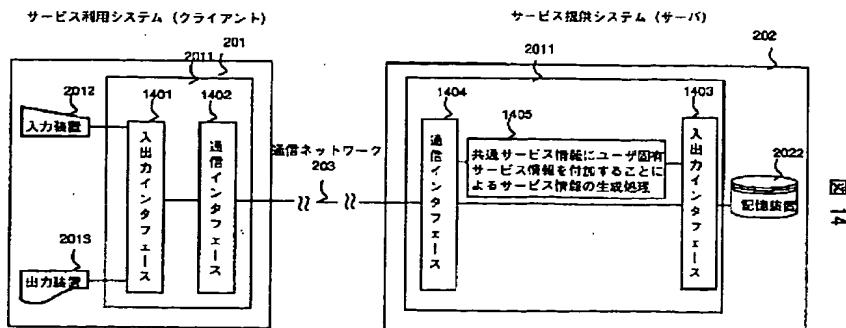 サービス利用システム (クライアント)
サービス提供システム (サーバ)
201
2011
2012
1401
1402
入力装置
入出力インタフェース
通信インタフェース
2013
出力装置
通信ネットワーク
203
202
2011
1404
1403
1405
通信インタフェース
共通サービス情報にユーザ固有
サービス情報を付加することに
よるサービス情報の生成処理
入出力インタフェース
2022
記憶装置
図 14